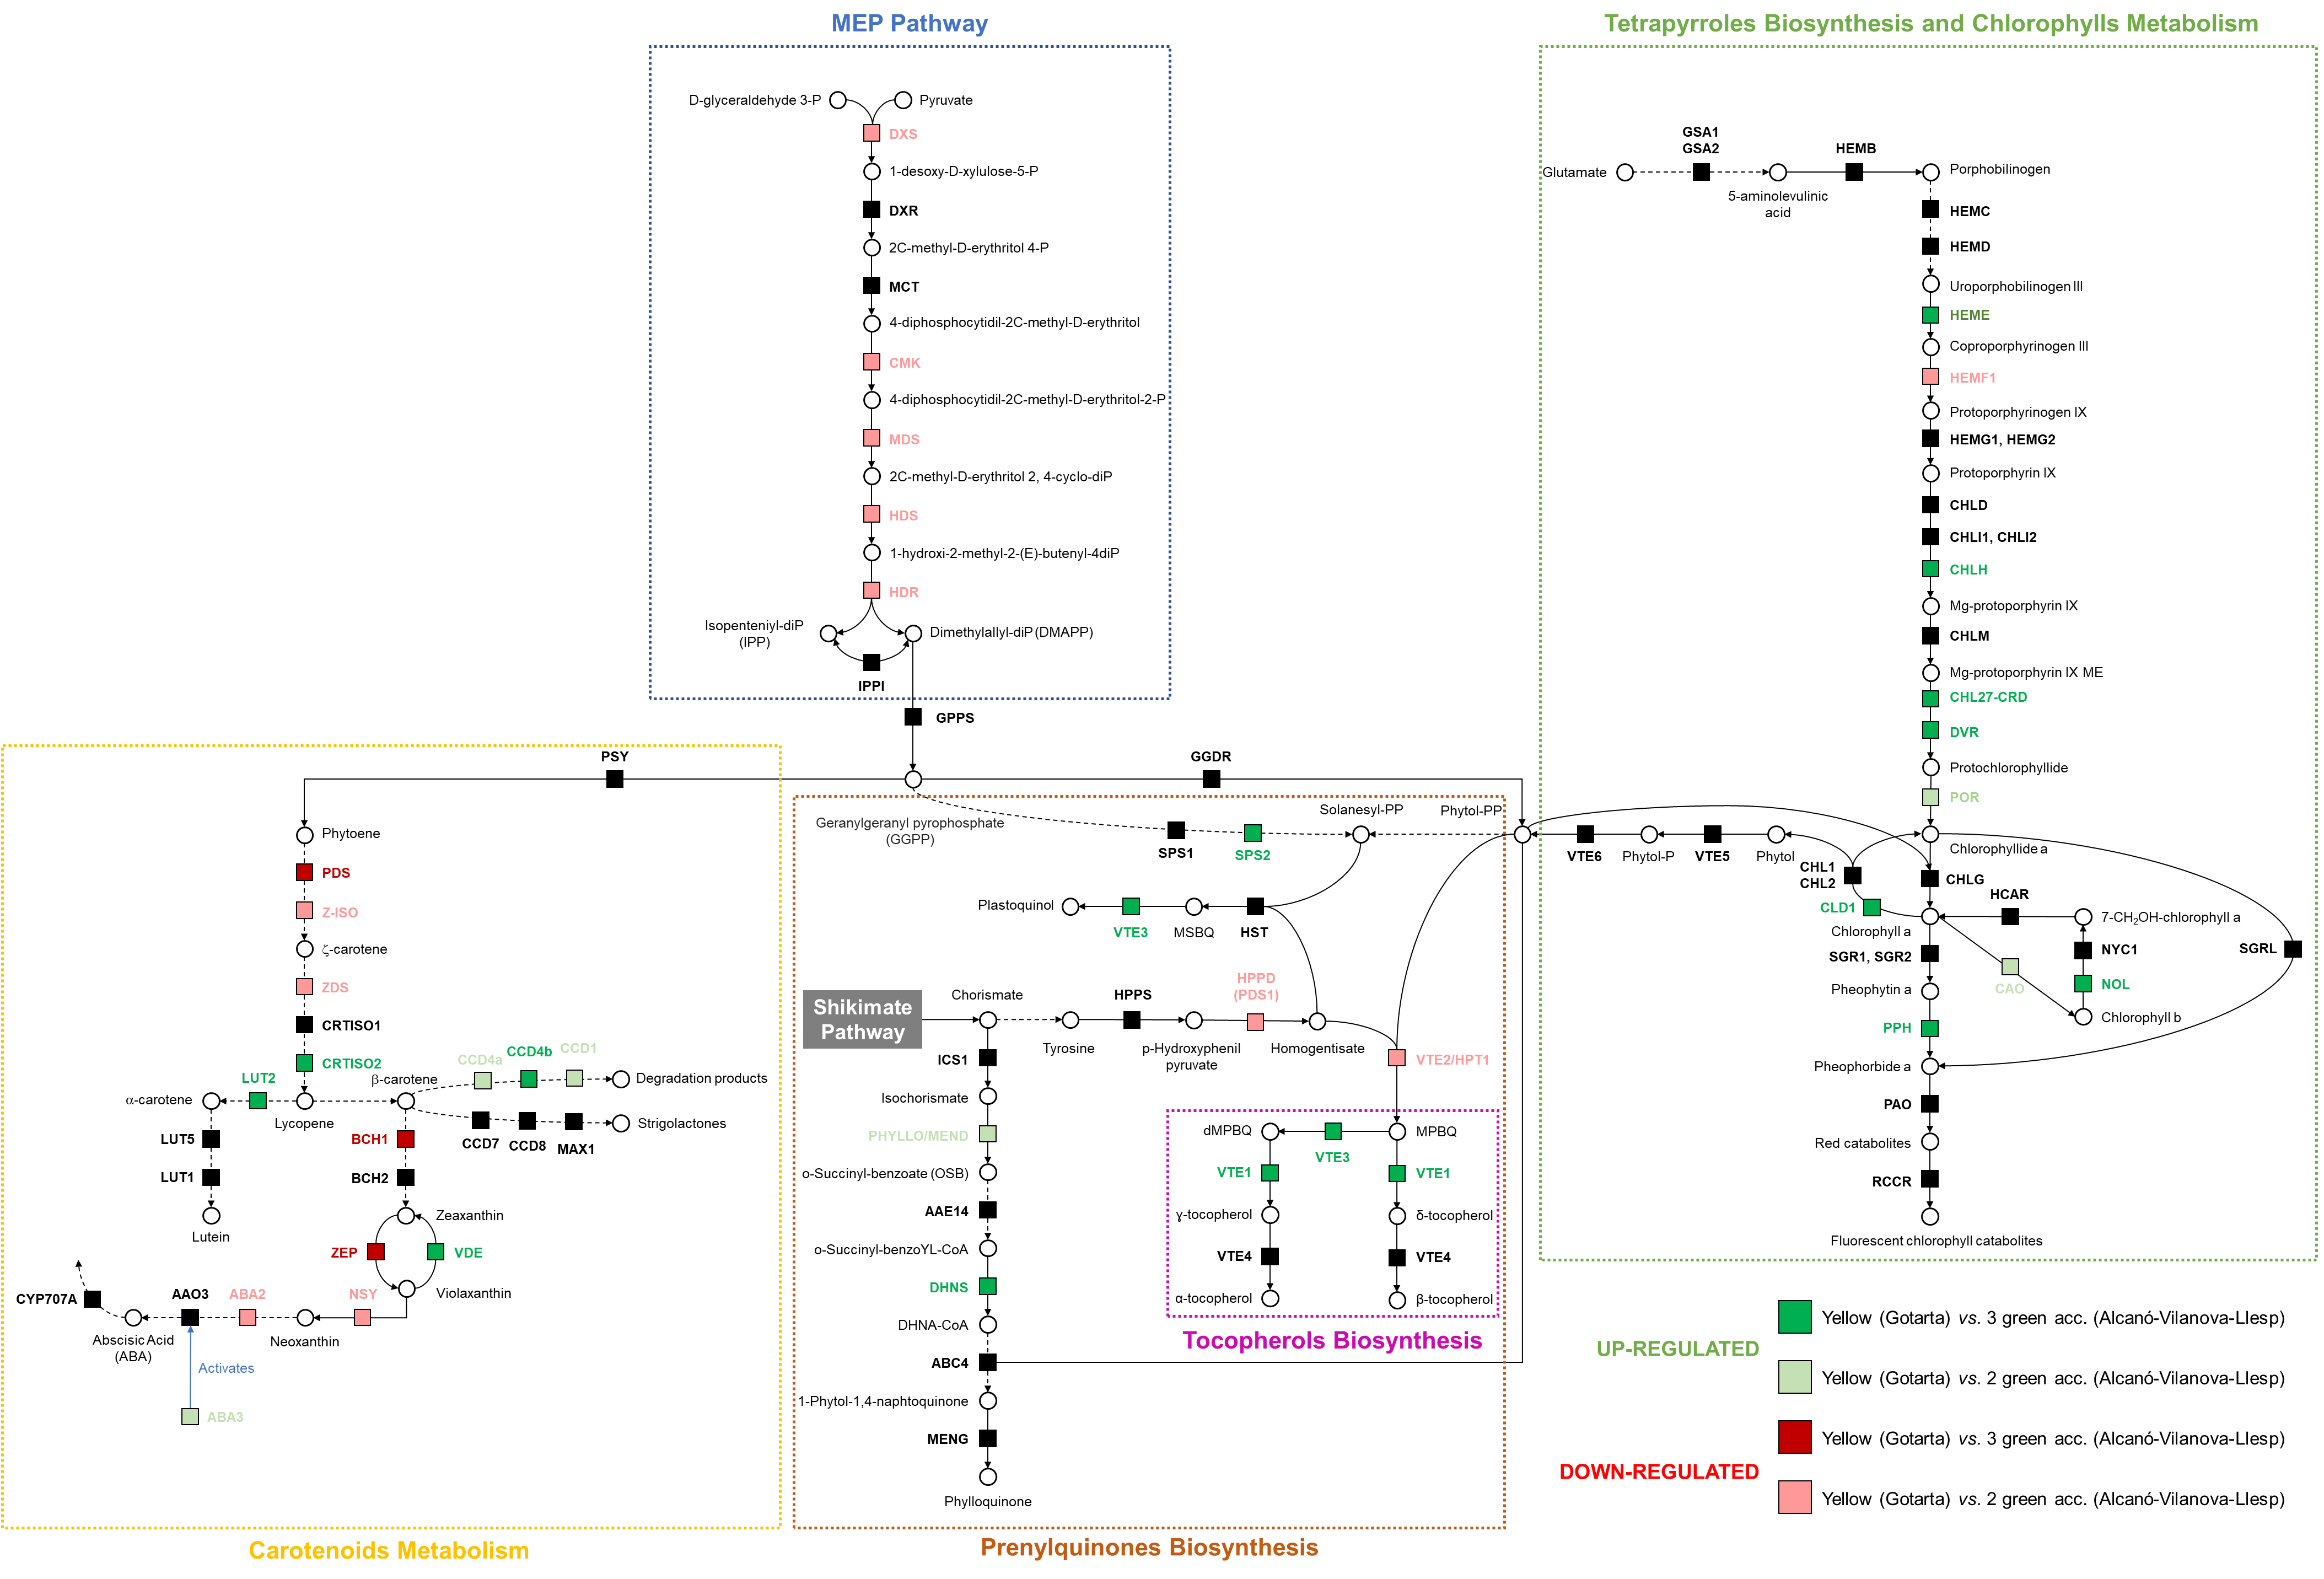 MEP Pathway
D-glyceraldehyde 3-P
Pyruvate
DXS
1-desoxy-D-xylulose-5-P
DXR
2C-methyl-D-erythritol 4-P
MCT
4-diphosphocytidil-2C-methyl-D-erythritol
CMK
4-diphosphocytidil-2C-methyl-D-erythritol-2-P
MDS
2C-methyl-D-erythritol 2, 4-cyclo-diP
HDS
1-hydroxi-2-methyl-2-(E)-butenyl-4diP
HDR
Isopenteniyl-diP
(IPP)
Dimethylallyl-diP (DMAPP)
IPPI
GPPS
PSY
GGDR
Geranylgeranyl pyrophosphate
(GGPP)
Phytoene
PDS
Z-ISO
ζ-carotene
ZDS
CRTISO1
CRTISO2
LUT2
α-carotene
Lycopene
β-carotene
CCD4a
CCD4b
CCD1
Degradation products
CCD7
CCD8
MAX1
Strigolactones
LUT5
LUT1
Lutein
BCH1
BCH2
Zeaxanthin
ZEP
VDE
Violaxanthin
NSY
Neoxanthin
ABA2
AAO3
Abscisic Acid
(ABA)
CYP707A
Activates
ABA3
Carotenoids Metabolism
SPS1
SPS2
Solanesyl-PP
Phytol-PP
Plastoquinol
VTE3
MSBQ
HST
Shikimate
Pathway
Chorismate
Tyrosine
HPPS
p-Hydroxyphenil
pyruvate
HPPD
(PDS1)
Homogentisate
VTE2/HPT1
ICS1
Isochorismate
PHYLLO/MEND
o-Succinyl-benzoate (OSB)
AAE14
o-Succinyl-benzoYL-CoA
DHNS
DHNA-CoA
ABC4
1-Phytol-1,4-naphtoquinone
MENG
Phylloquinone
dMPBQ
VTE3
MPBQ
VTE1
VTE1
ɣ-tocopherol
δ-tocopherol
VTE4
VTE4
α-tocopherol
β-tocopherol
Tocopherols Biosynthesis
Prenylquinones Biosynthesis
Tetrapyrroles Biosynthesis and Chlorophylls Metabolism
Glutamate
GSA1
GSA2
5-aminolevulinic
acid
HEMB
Porphobilinogen
HEMC
HEMD
Uroporphobilinogen III
HEME
Coproporphyrinogen III
HEMF1
Protoporphyrinogen IX
HEMG1, HEMG2
Protoporphyrin IX
CHLD
CHLI1, CHLI2
CHLH
Mg-protoporphyrin IX
CHLM
Mg-protoporphyrin IX ME
CHL27-CRD
DVR
Protochlorophyllide
POR
Chlorophyllide a
VTE6
Phytol-P
VTE5
Phytol
CHL1
CHL2
CLD1
CHLG
HCAR
7-CH₂OH-chlorophyll a
Chlorophyll a
SGR1, SGR2
NYC1
SGRL
CAO
NOL
Pheophytin a
Chlorophyll b
PPH
Pheophorbide a
PAO
Red catabolites
RCCR
Fluorescent chlorophyll catabolites
UP-REGULATED
Yellow (Gotarta) vs. 3 green acc. (Alcanó-Vilanova-Llesp)
Yellow (Gotarta) vs. 2 green acc. (Alcanó-Vilanova-Llesp)
DOWN-REGULATED
Yellow (Gotarta) vs. 3 green acc. (Alcanó-Vilanova-Llesp)
Yellow (Gotarta) vs. 2 green acc. (Alcanó-Vilanova-Llesp)